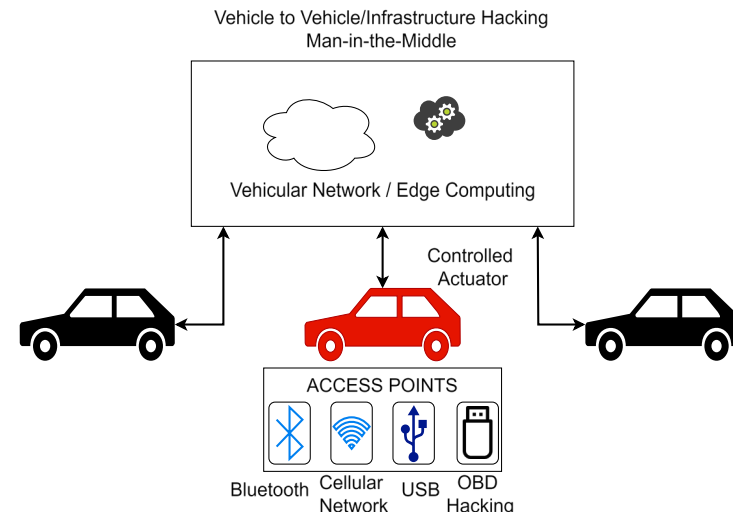 Vehicle to Vehicle/Infrastructure Hacking
Man-in-the-Middle
Vehicular Network / Edge Computing
Controlled
Actuator
ACCESS POINTS
Bluetooth
Cellular
Network
USB
OBD
Hacking